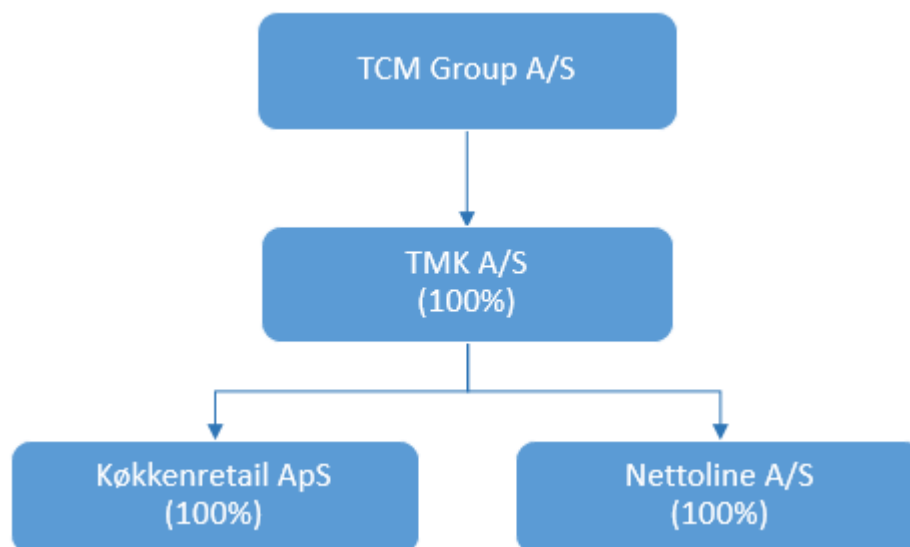 TCM Group A/S
TMK A/S
(100%)
Køkkenretail ApS
(100%)
Nettoline A/S
(100%)